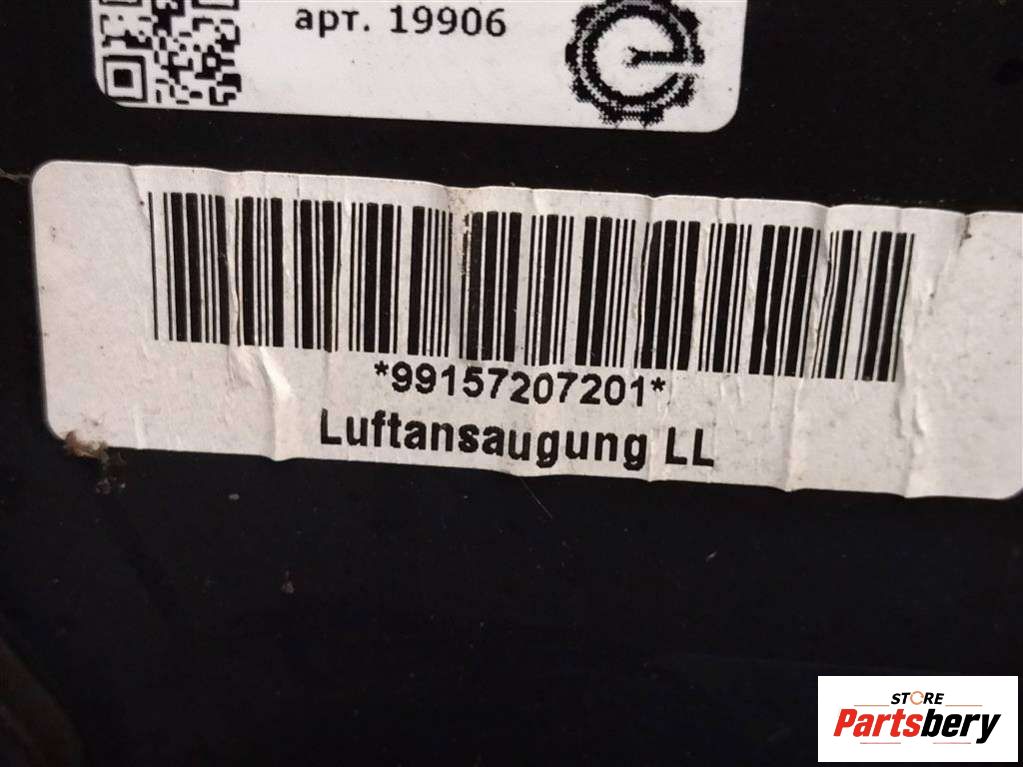 арт. 19906
*99157207201*
Luftansaugung LL
STORE
Partsbery